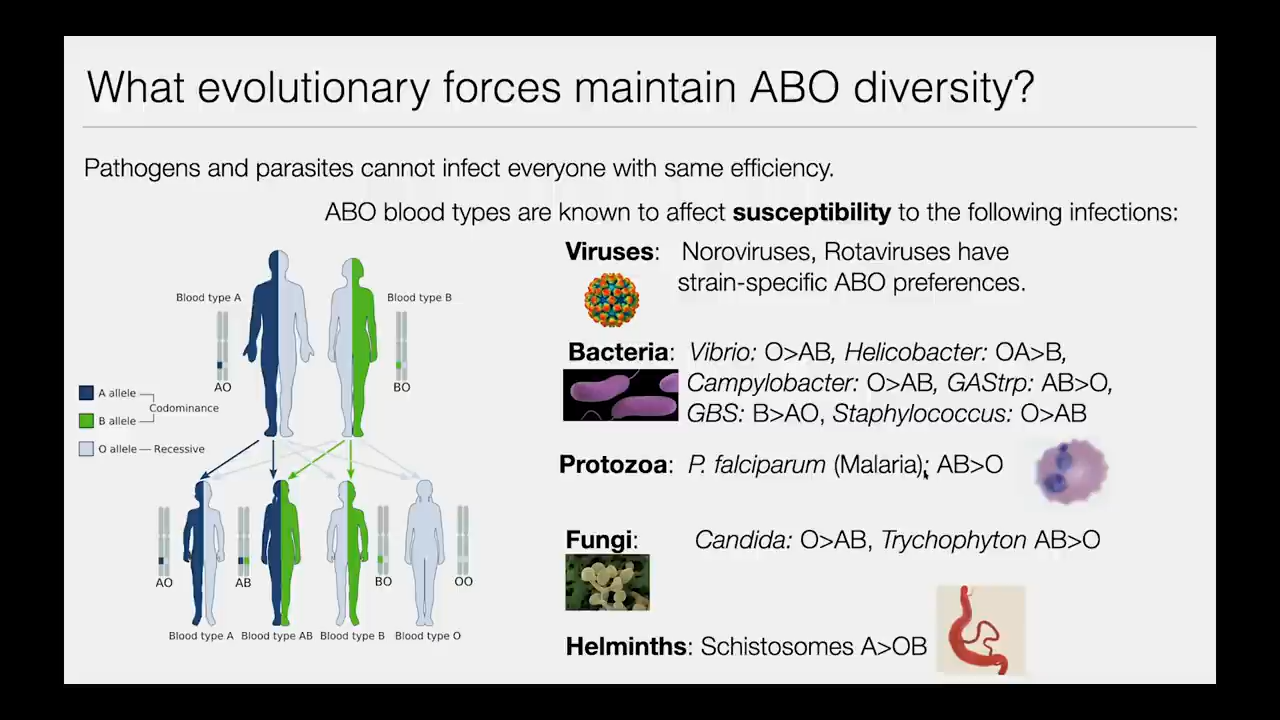 What evolutionary forces maintain ABO diversity?
Pathogens and parasites cannot infect everyone with same efficiency.
ABO blood types are known to affect susceptibility to the following infections:
Blood type A
Blood type B
AO
BO
A allele
Codominance
B allele
O allele — Recessive
AO
AB
BO
OO
Blood type A
Blood type AB
Blood type B
Blood type O
Viruses: Noroviruses, Rotaviruses have
strain-specific ABO preferences.
Bacteria: Vibrio: O>AB, Helicobacter: OA>B,
Campylobacter: O>AB, GAStrp: AB>O,
GBS: B>AO, Staphylococcus: O>AB
Protozoa: P. falciparum (Malaria); AB>O
Fungi: Candida: O>AB, Trychophyton AB>O
Helminths: Schistosomes A>OB